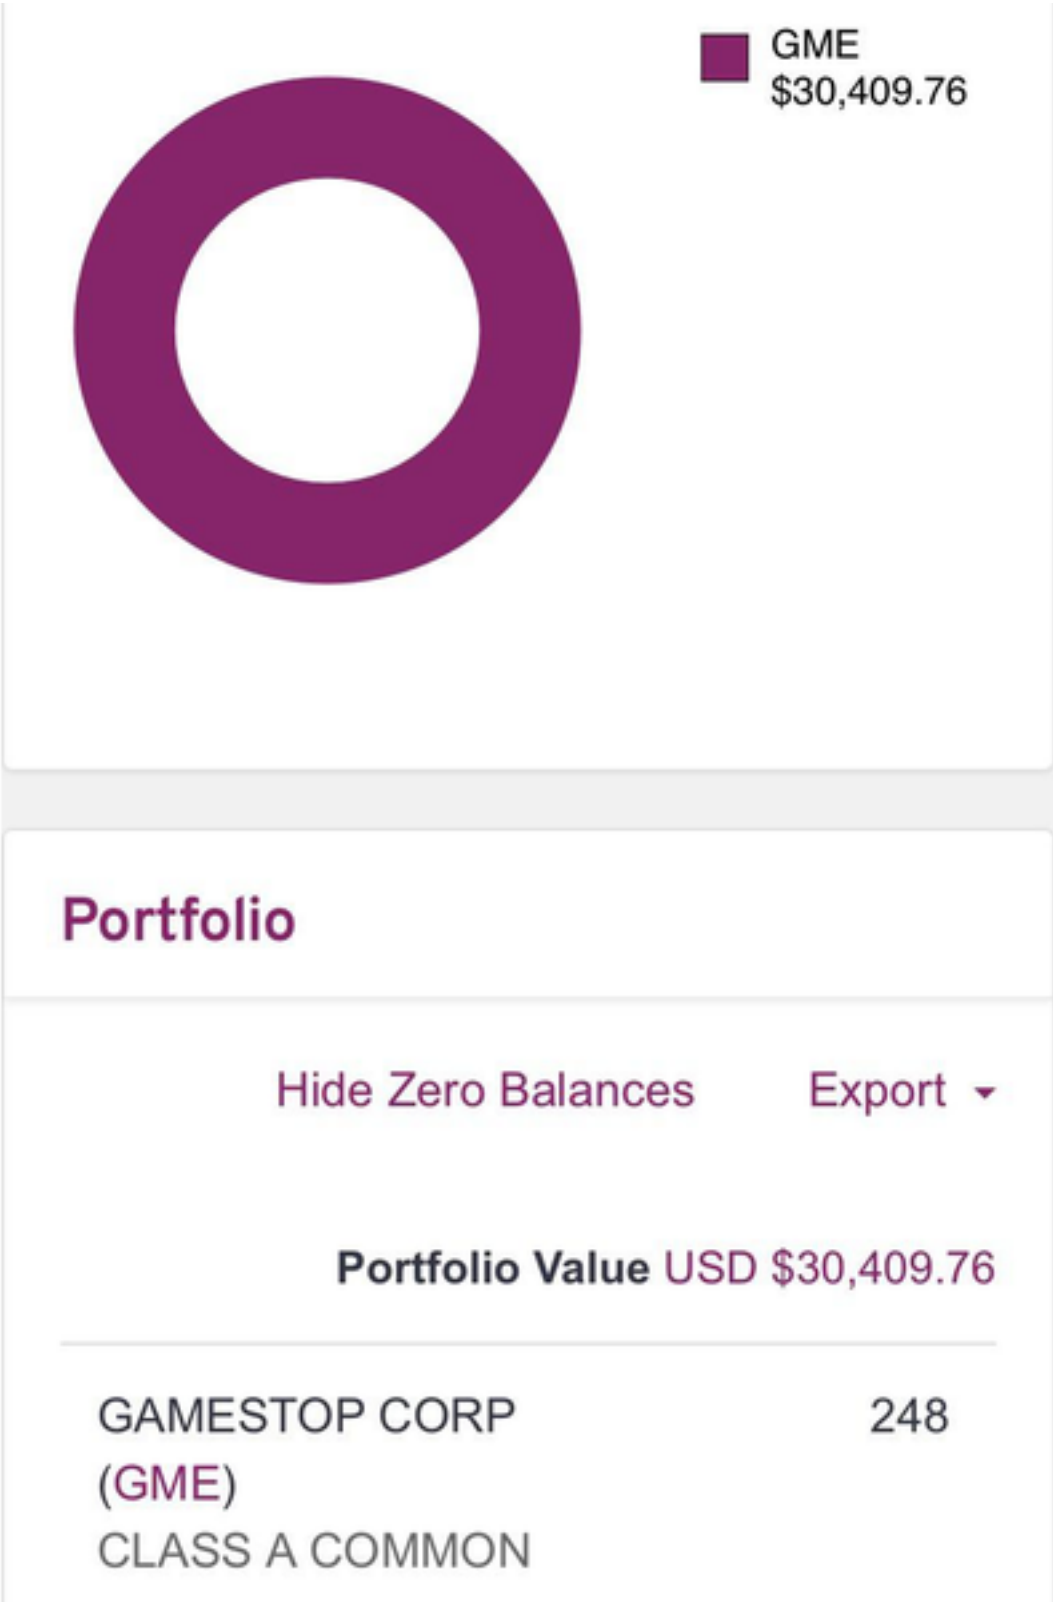 GME
$30,409.76
Portfolio
Hide Zero Balances Export
Portfolio Value USD $30,409.76
GAMESTOP CORP 248
(GME)
CLASS A COMMON